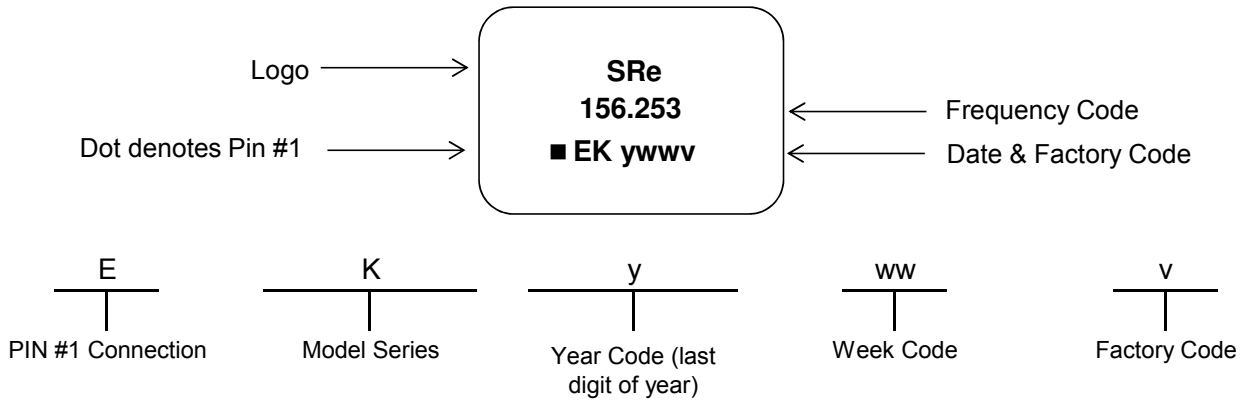 Logo
SRe
156.253
Frequency Code
Dot denotes Pin #1
■ EK ywwv
Date & Factory Code
E
K
y
ww
v
PIN #1 Connection
Model Series
Year Code (last
digit of year)
Week Code
Factory Code